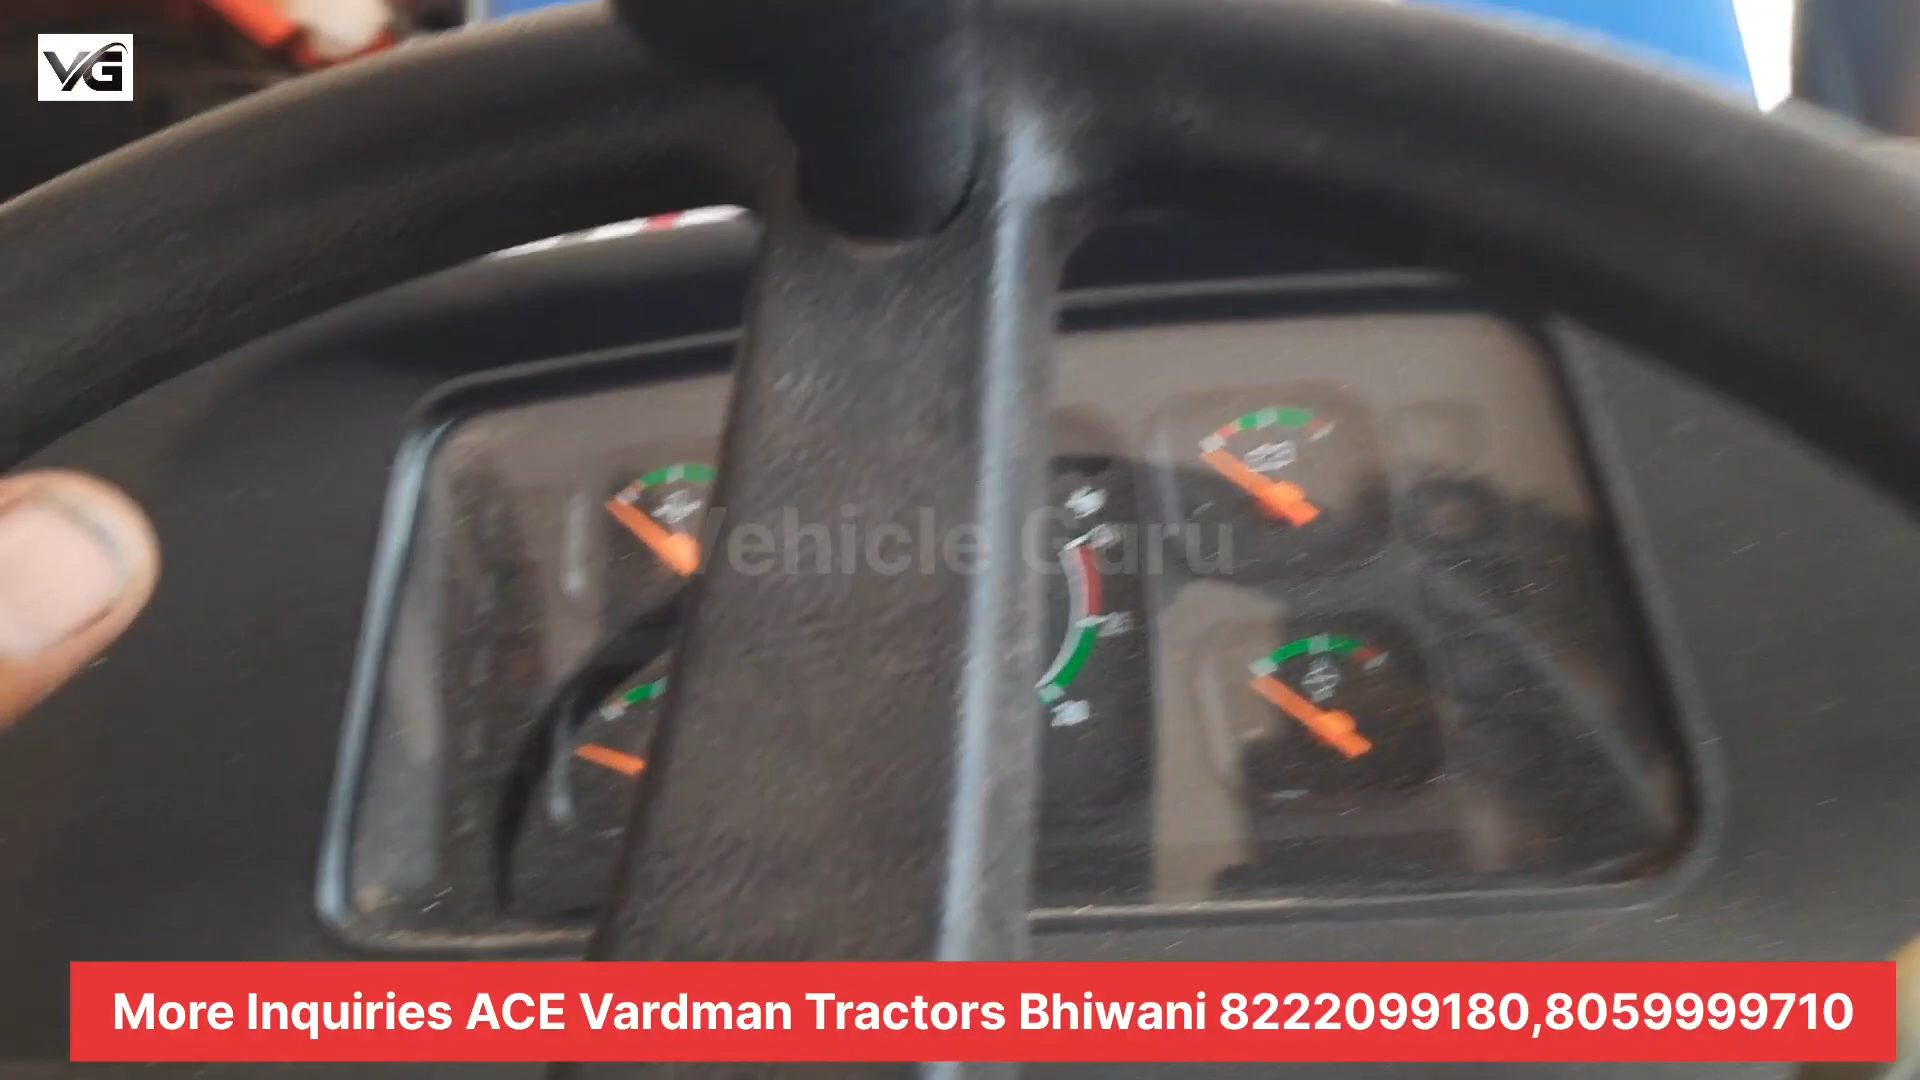 VG
Vehicle Guru
More Inquiries ACE Vardman Tractors Bhiwani 8222099180,8059999710